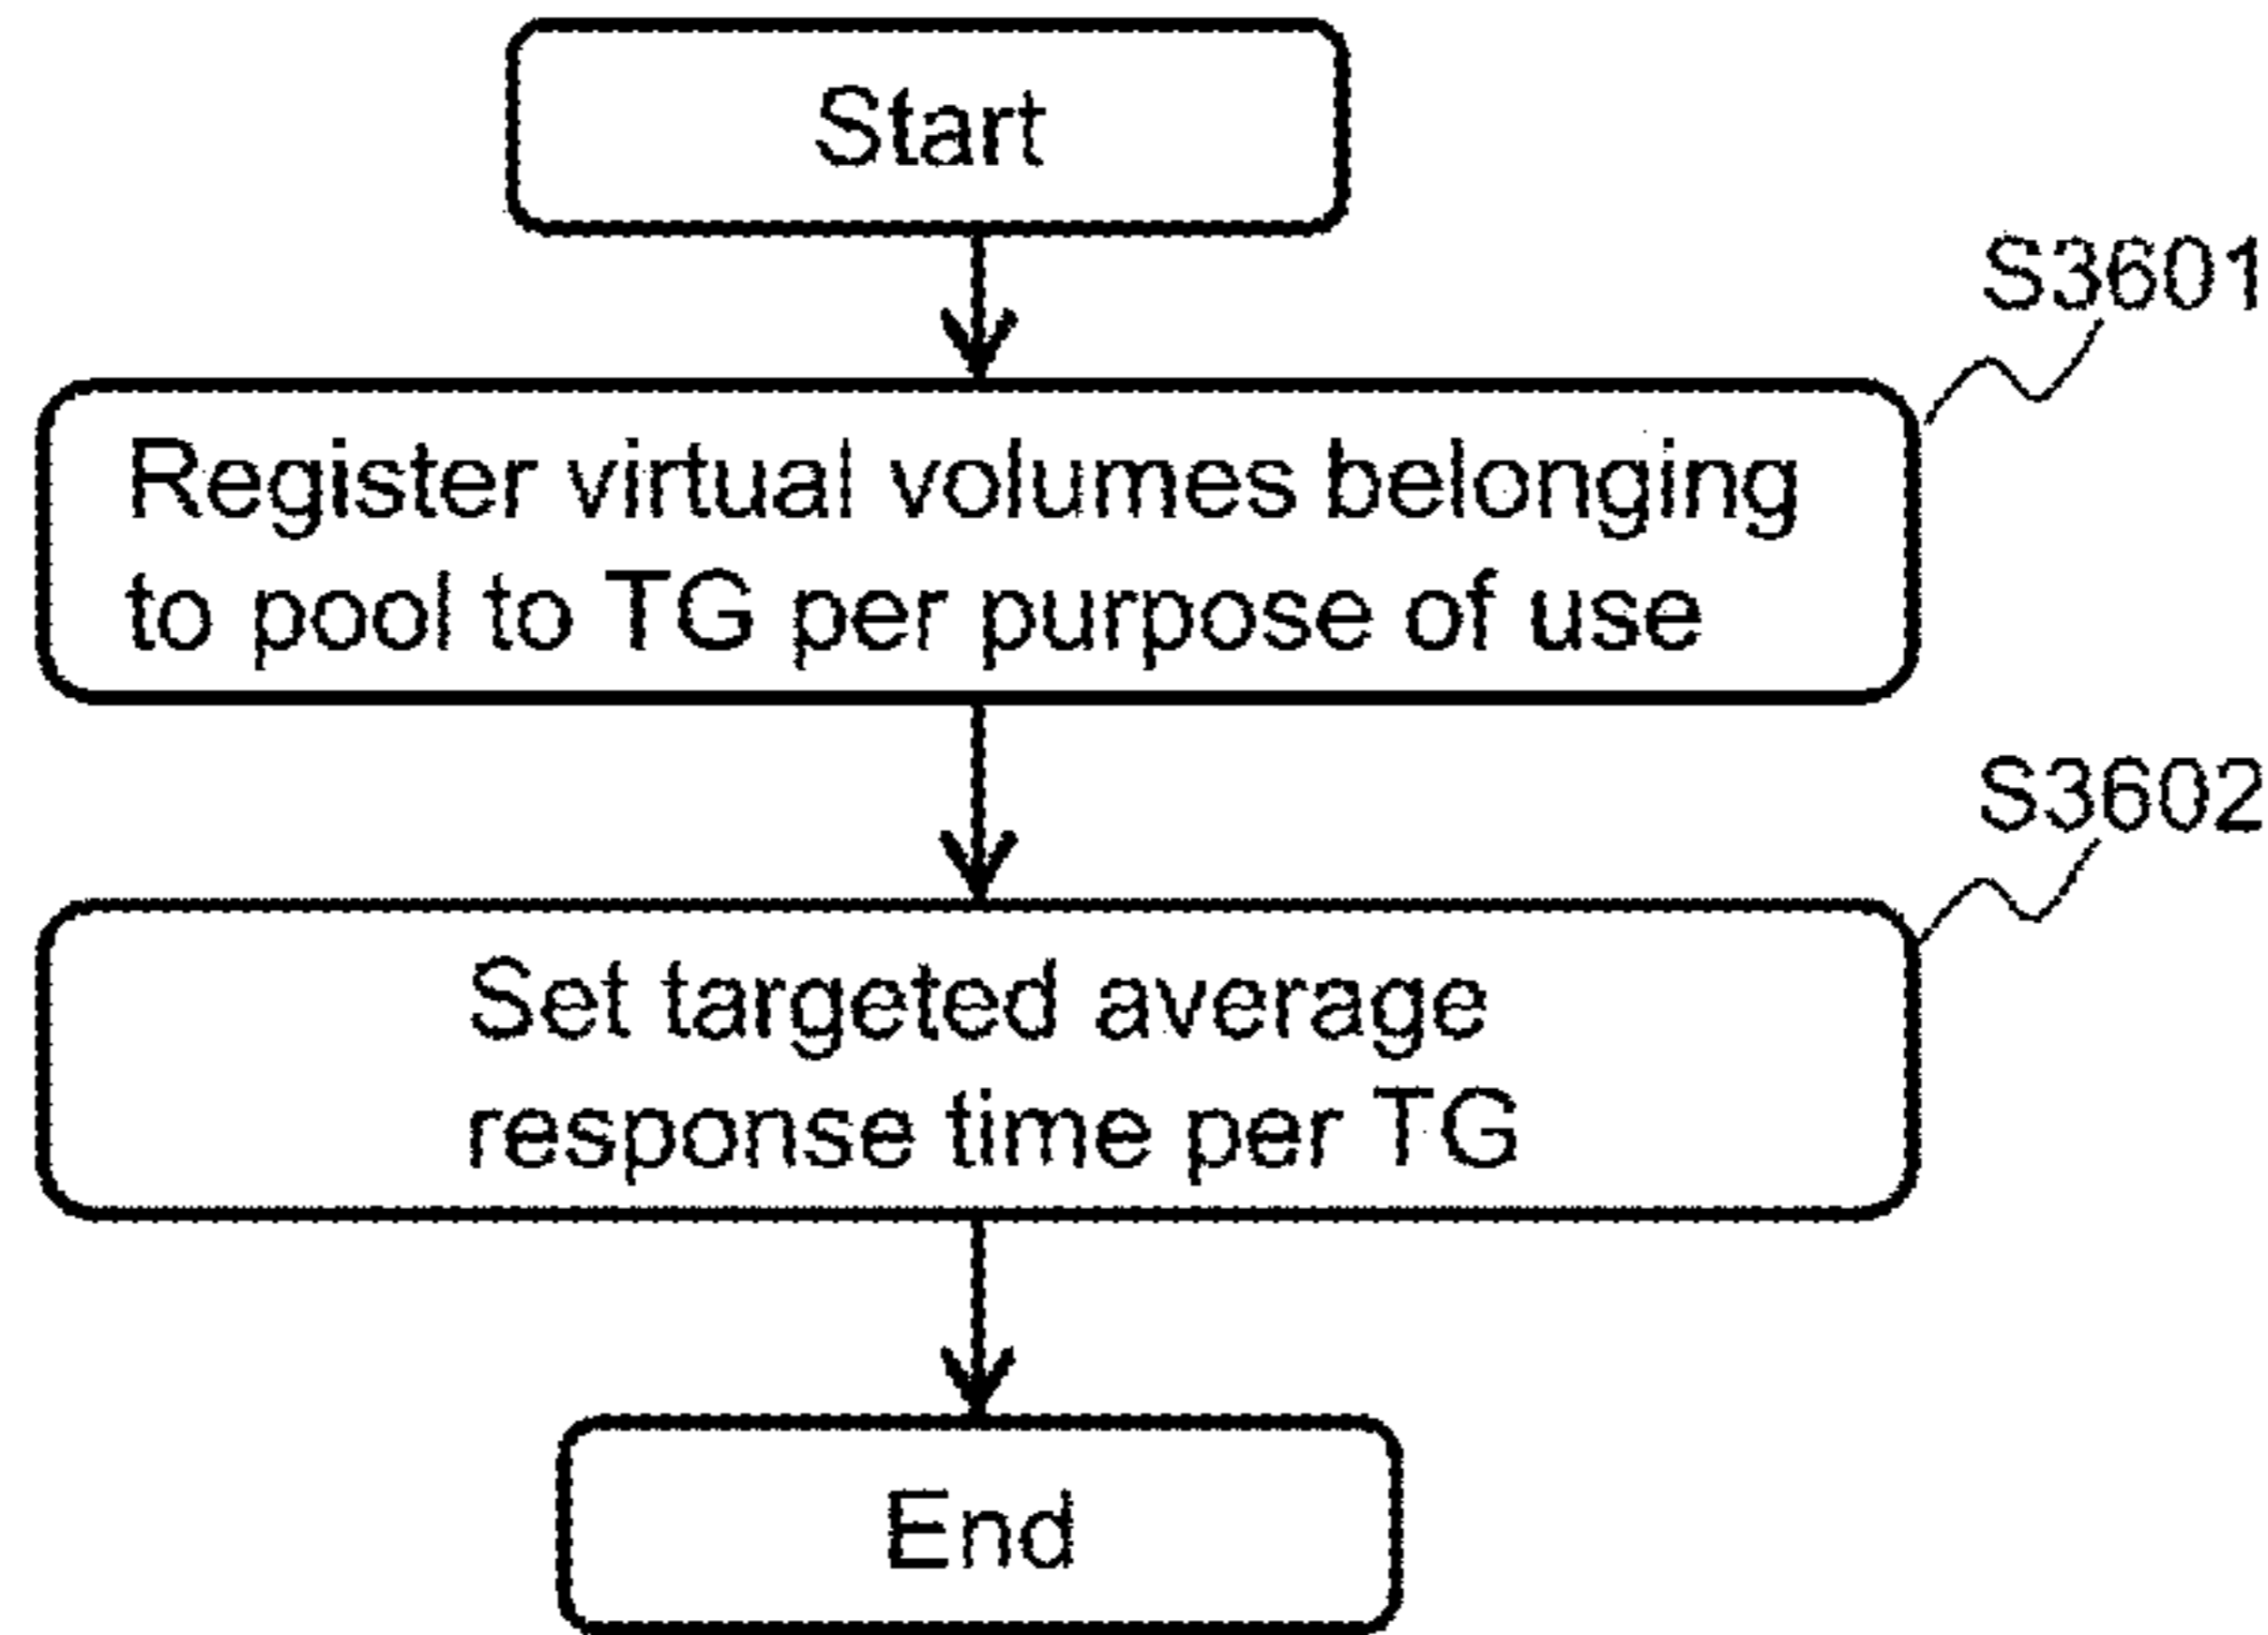 Start
S3601
Register virtual volumes belonging
to pool to TG per purpose of use
S3602
Set targeted average
response time per TG
End